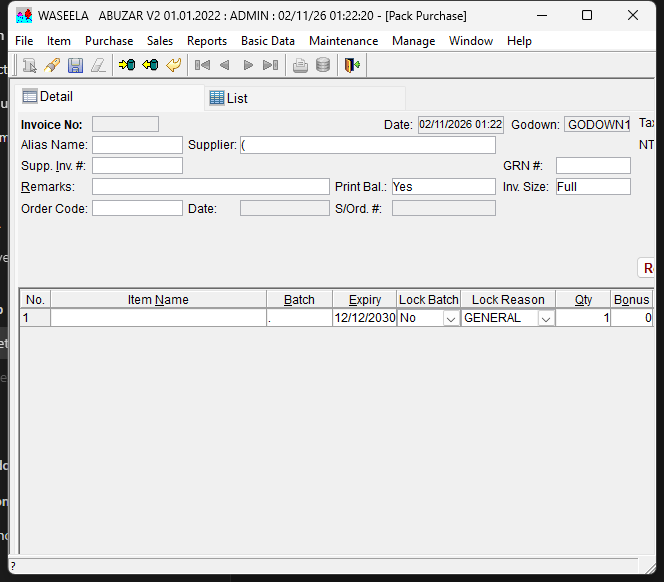 WASEELA ABUZAR V2 01.01.2022 : ADMIN : 02/11/26 01:22:20 - [Pack Purchase]
File Item Purchase Sales Reports Basic Data Maintenance Manage Window Help
Detail List
Invoice No: Date: 02/11/2026 01:22 Godown: GODOWN1 Tax
Alias Name: Supplier: ( NT
Supp. Inv. #: GRN #:
Remarks: Print Bal.: Yes Inv. Size: Full
Order Code: Date: S/Ord. #:
R
No. Item Name Batch Expiry Lock Batch Lock Reason Qty Bonus
1 . 12/12/2030 No GENERAL 1 0
?